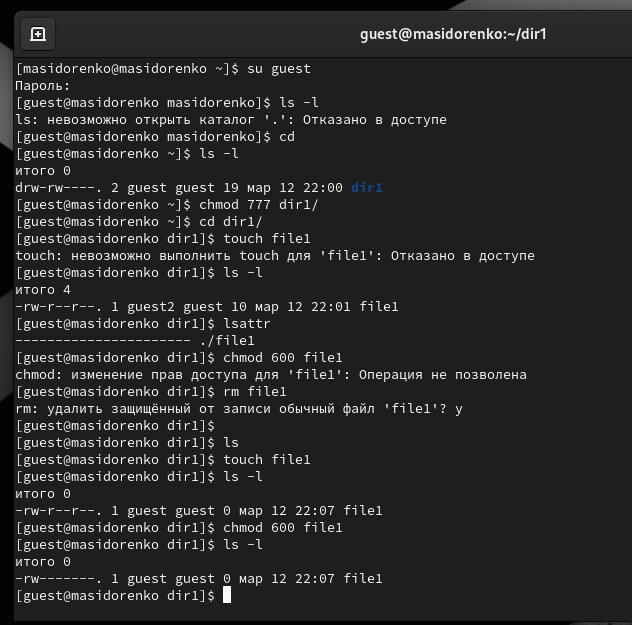 guest@masidorenko:~/dir1
[masidorenko@masidorenko ~]$ su guest
Пароль:
[guest@masidorenko masidorenko]$ ls -l
ls: невозможно открыть каталог '.': Отказано в доступе
[guest@masidorenko masidorenko]$ cd
[guest@masidorenko ~]$ ls -l
итого 0
drw-rw----. 2 guest guest 19 мар 12 22:00 dir1
[guest@masidorenko ~]$ chmod 777 dir1/
[guest@masidorenko ~]$ cd dir1/
[guest@masidorenko dir1]$ touch file1
touch: невозможно выполнить touch для 'file1': Отказано в доступе
[guest@masidorenko dir1]$ ls -l
итого 4
-rw-r--r--. 1 guest2 guest 10 мар 12 22:01 file1
[guest@masidorenko dir1]$ lsattr
---------------------- ./file1
[guest@masidorenko dir1]$ chmod 600 file1
chmod: изменение прав доступа для 'file1': Операция не позволена
[guest@masidorenko dir1]$ rm file1
rm: удалить защищённый от записи обычный файл 'file1'? y
[guest@masidorenko dir1]$
[guest@masidorenko dir1]$ ls
[guest@masidorenko dir1]$ touch file1
[guest@masidorenko dir1]$ ls -l
итого 0
-rw-r--r--. 1 guest guest 0 мар 12 22:07 file1
[guest@masidorenko dir1]$ chmod 600 file1
[guest@masidorenko dir1]$ ls -l
итого 0
-rw-------. 1 guest guest 0 мар 12 22:07 file1
[guest@masidorenko dir1]$